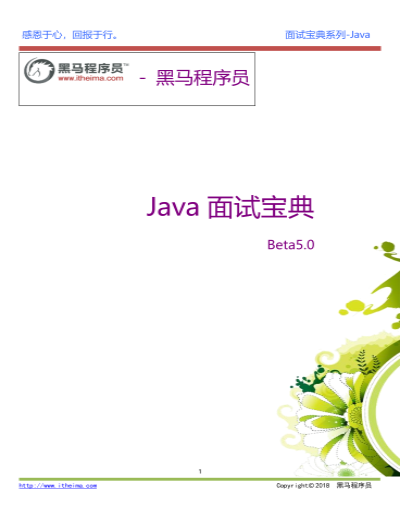 感恩于心，回报于行。 面试宝典系列-Java
黑马程序员™
www.itheima.com
- 黑马程序员
Java 面试宝典
Beta5.0
1
http://www.itheima.com Copyright© 2018 黑马程序员